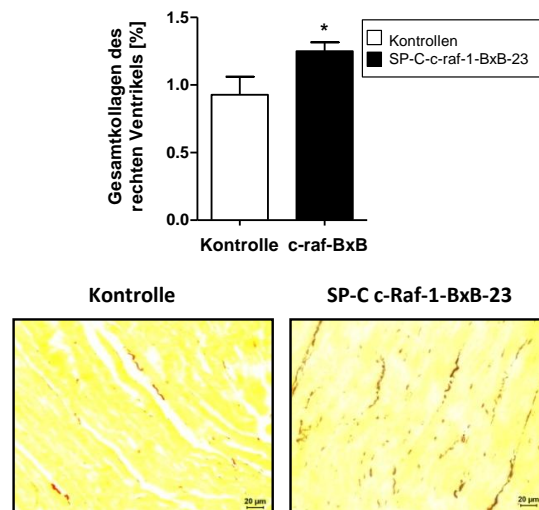 Gesamtkollagen des
rechten Ventrikels [%]
1.5
1.0
0.5
0.0
*
Kontrolle c-raf-BxB
Kontrollen
SP-C-c-raf-1-BxB-23
Kontrolle
SP-C c-Raf-1-BxB-23
20 µm
20 µm